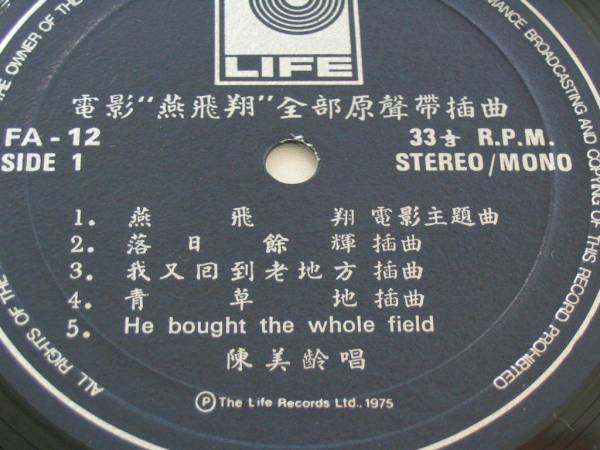 THE OWNER OF THE
MANCE BROADCASTING AND COPYING OF THIS RECORD PROHIBITED
ALL RIGHTS OF THE
LIFE
電影"燕飛翔"全部原聲帶插曲
FA - 12
33⅓ R.P.M.
SIDE 1
STEREO/MONO
1. 燕飛翔 電影主題曲
2. 落日餘輝 插曲
3. 我又回到老地方 插曲
4. 青草地 插曲
5. He bought the whole field
陳美齡唱
Ⓟ The Life Records Ltd., 1975